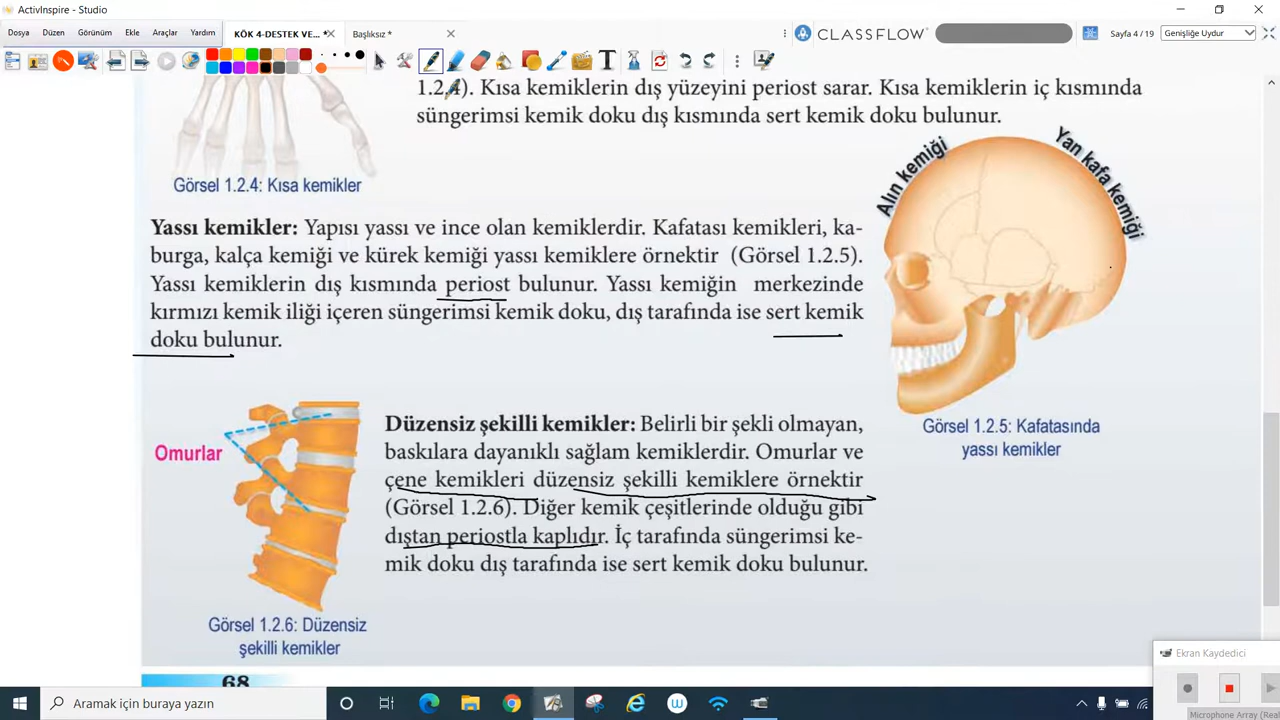 ActivInspire - Studio
Dosya Düzen Görünüm Ekle Araçlar Yardım KÖK 4-DESTEK VE... * Başlıksız * CLASSFLOW Sayfa 4 / 19 Genişliğe Uydur
1.2.4). Kısa kemiklerin dış yüzeyini periost sarar. Kısa kemiklerin iç kısmında
süngerimsi kemik doku dış kısmında sert kemik doku bulunur.
Görsel 1.2.4: Kısa kemikler
Alın kemiği
Yan kafa kemiği
Yassı kemikler: Yapısı yassı ve ince olan kemiklerdir. Kafatası kemikleri, ka-
burga, kalça kemiği ve kürek kemiği yassı kemiklere örnektir (Görsel 1.2.5).
Yassı kemiklerin dış kısmında periost bulunur. Yassı kemiğin merkezinde
kırmızı kemik iliği içeren süngerimsi kemik doku, dış tarafında ise sert kemik
doku bulunur.
Görsel 1.2.5: Kafatasında
yassı kemikler
Omurlar
Düzensiz şekilli kemikler: Belirli bir şekli olmayan,
baskılara dayanıklı sağlam kemiklerdir. Omurlar ve
çene kemikleri düzensiz şekilli kemiklere örnektir
(Görsel 1.2.6). Diğer kemik çeşitlerinde olduğu gibi
dıştan periostla kaplıdır. İç tarafında süngerimsi ke-
mik doku dış tarafında ise sert kemik doku bulunur.
Görsel 1.2.6: Düzensiz
şekilli kemikler
68
Ekran Kaydedici
Microphone Array (Real
Aramak için buraya yazın